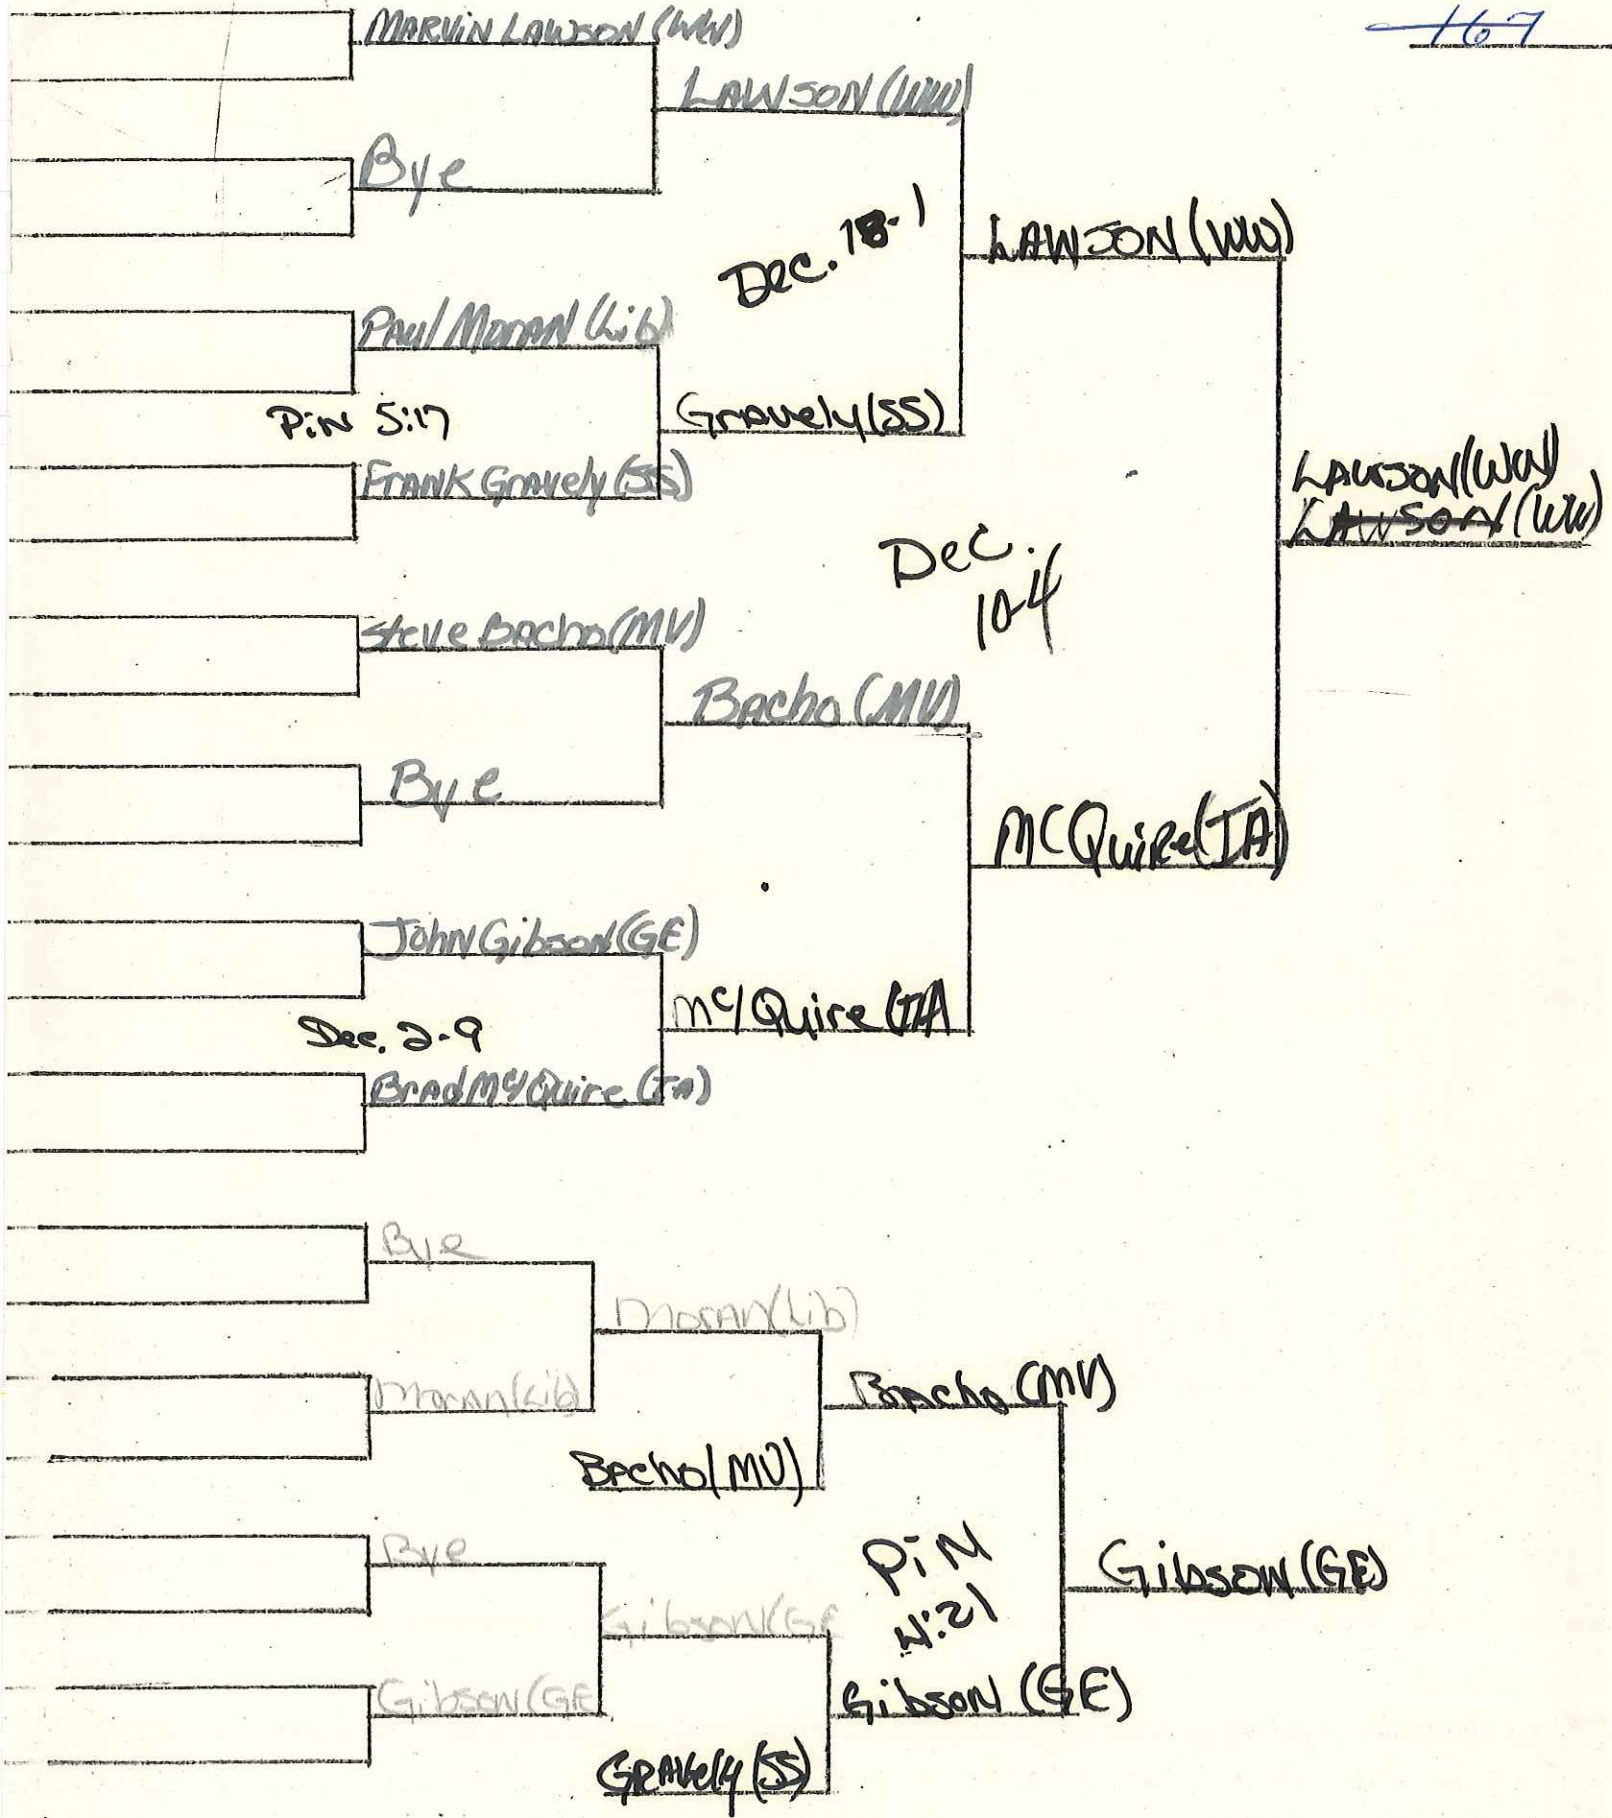 167
MARVIN LAWSON (WW)
LAWSON (WW)
Bye
Dec. 18-1
LAWSON (WW)
PAUL MORAN (Lib)
Pin 5:17
Gravely (SS)
FRANK Gravely (SS)
LAWSON (WW)
LAWSON (WW)
Dec. 10-4
Steve Bacho (MV)
Bacho (MV)
Bye
McQuire (IA)
John Gibson (GE)
Dec. 2-9
McQuire (IA
Brad McQuire (IA)
Bye
Moran (Lib)
Moran (Lib)
Bacho (MV)
Bacho (MV)
Bye
Pin 4:21
Gibson (GE)
Gibson (GE
Gibson (GE
Gibson (GE)
Gravely (SS)